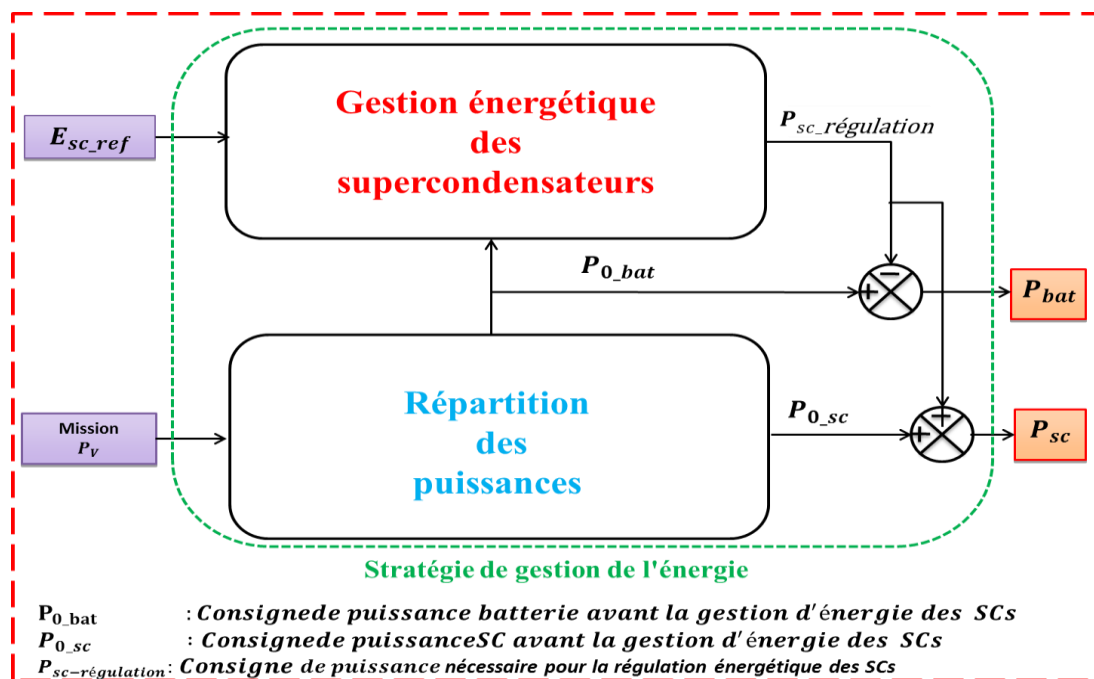 Gestion énergétique
des
supercondensateurs
E_sc_ref
P_sc_régulation
P_0_bat
P_bat
Répartition
des
puissances
Mission
P_V
P_0_sc
P_sc
+
−
+
+
Stratégie de gestion de l'énergie
P_0_bat : Consignede puissance batterie avant la gestion d'énergie des SCs
P_0_sc : Consignede puissanceSC avant la gestion d'énergie des SCs
P_sc−régulation: Consigne de puissance nécessaire pour la régulation énergétique des SCs